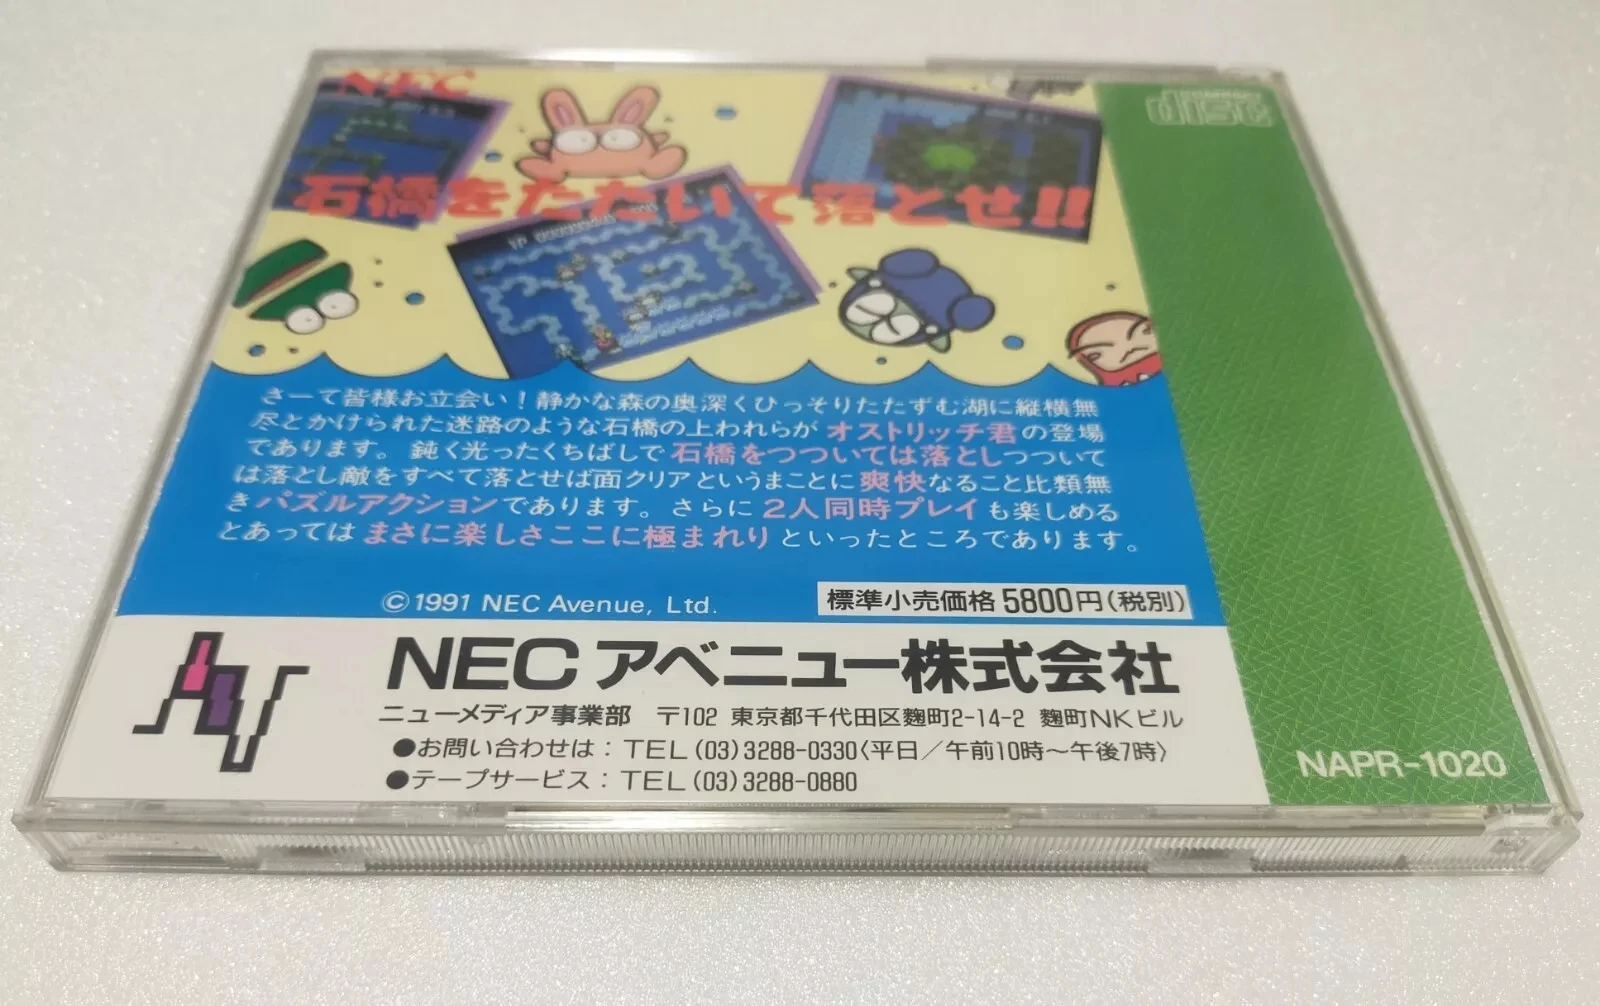 NEC
COMPACT
disc
石橋をたたいて落とせ!!
さーて皆様お立会い！静かな森の奥深くひっそりたたずむ湖に縦横無
尽とかけられた迷路のような石橋の上われらがオストリッチ君の登場
であります。鈍く光ったくちばしで石橋をつついては落としつついて
は落とし敵をすべて落とせば面クリアというまことに爽快なること比類無
きパズルアクションであります。さらに2人同時プレイも楽しめる
とあってはまさに楽しさここに極まれりといったところであります。
©1991 NEC Avenue, Ltd.
標準小売価格5800円(税別)
NECアベニュー株式会社
ニューメディア事業部 〒102 東京都千代田区麹町2-14-2 麹町NKビル
●お問い合わせは：TEL(03)3288-0330〈平日／午前10時〜午後7時〉
●テープサービス：TEL(03)3288-0880
NAPR-1020